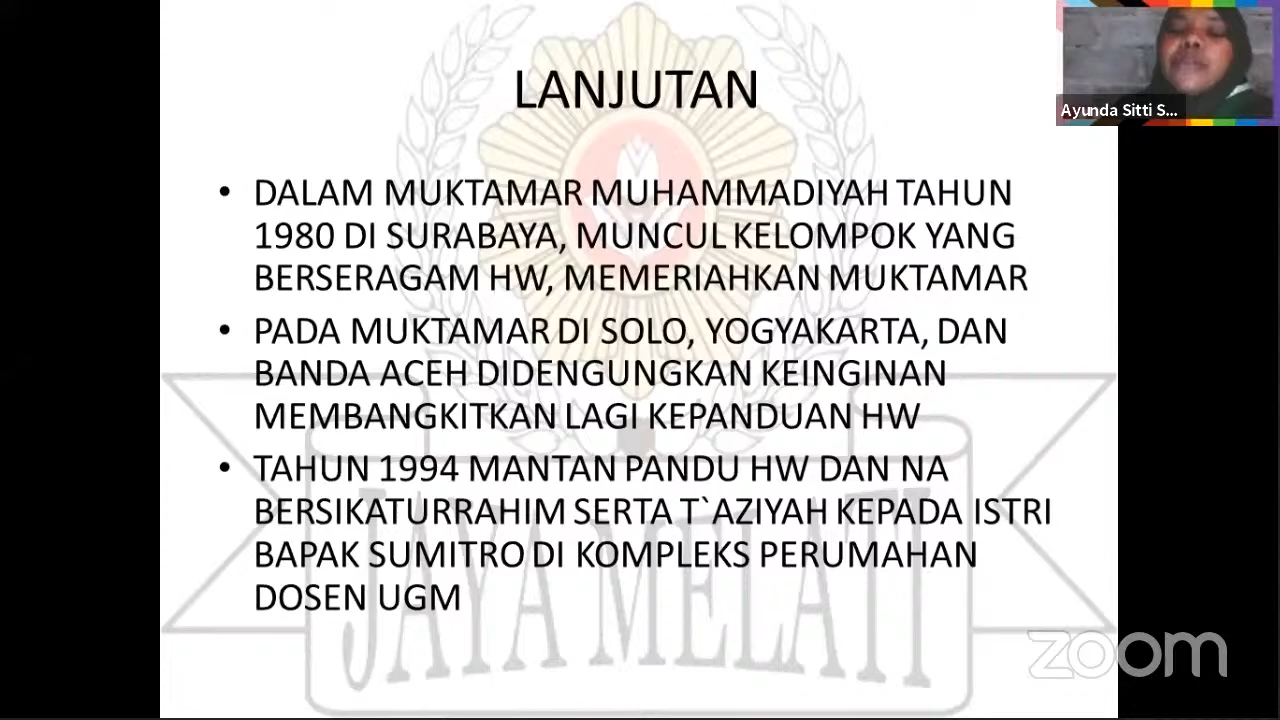 LANJUTAN
Ayunda Sitti S...
• DALAM MUKTAMAR MUHAMMADIYAH TAHUN
1980 DI SURABAYA, MUNCUL KELOMPOK YANG
BERSERAGAM HW, MEMERIAHKAN MUKTAMAR
• PADA MUKTAMAR DI SOLO, YOGYAKARTA, DAN
BANDA ACEH DIDENGUNGKAN KEINGINAN
MEMBANGKITKAN LAGI KEPANDUAN HW
• TAHUN 1994 MANTAN PANDU HW DAN NA
BERSIKATURRAHIM SERTA T`AZIYAH KEPADA ISTRI
BAPAK SUMITRO DI KOMPLEKS PERUMAHAN
DOSEN UGM
JAYA MELATI
zoom